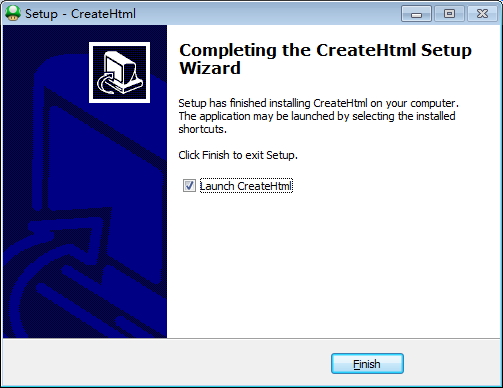 Setup - CreateHtml
Completing the CreateHtml Setup
Wizard
Setup has finished installing CreateHtml on your computer.
The application may be launched by selecting the installed
shortcuts.
Click Finish to exit Setup.
Launch CreateHtml
Finish